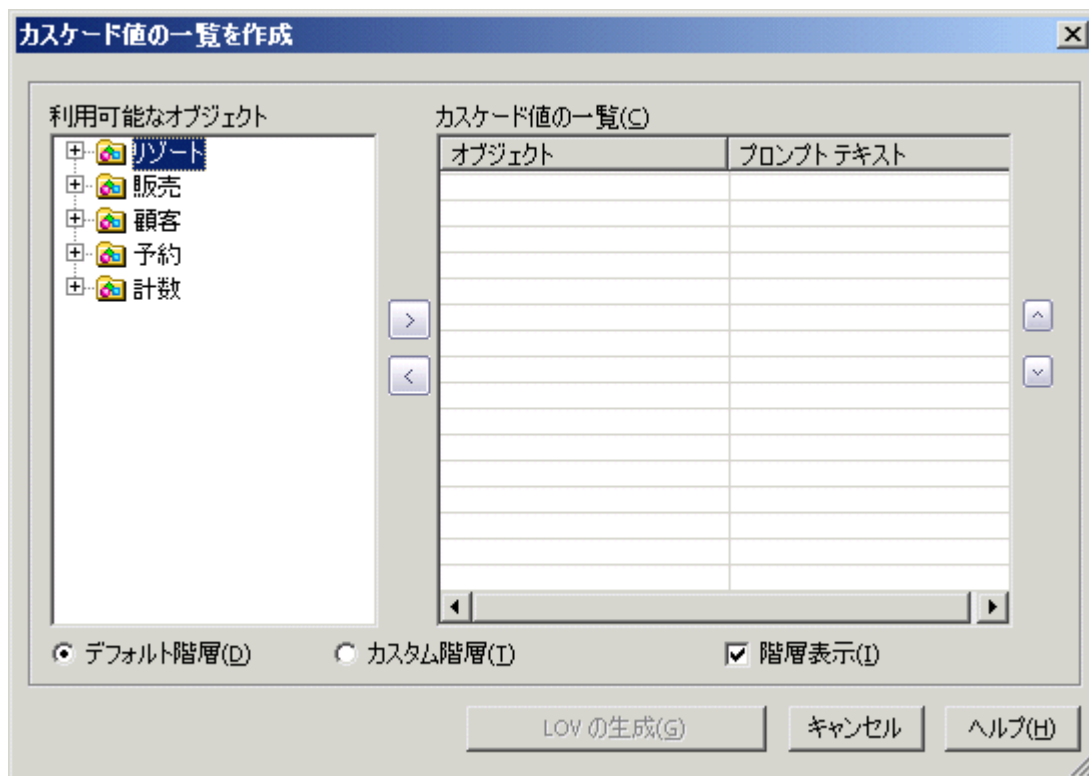 カスケード値の一覧を作成
利用可能なオブジェクト
カスケード値の一覧(C)
リゾート
販売
顧客
予約
計数
オブジェクト
プロンプト テキスト
デフォルト階層(D)
カスタム階層(T)
階層表示(I)
LOV の生成(G)
キャンセル
ヘルプ(H)